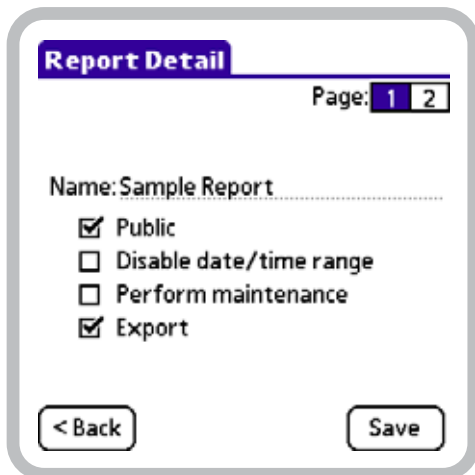 Report Detail
Page: 1 2
Name: Sample Report
Public
Disable date/time range
Perform maintenance
Export
< Back Save